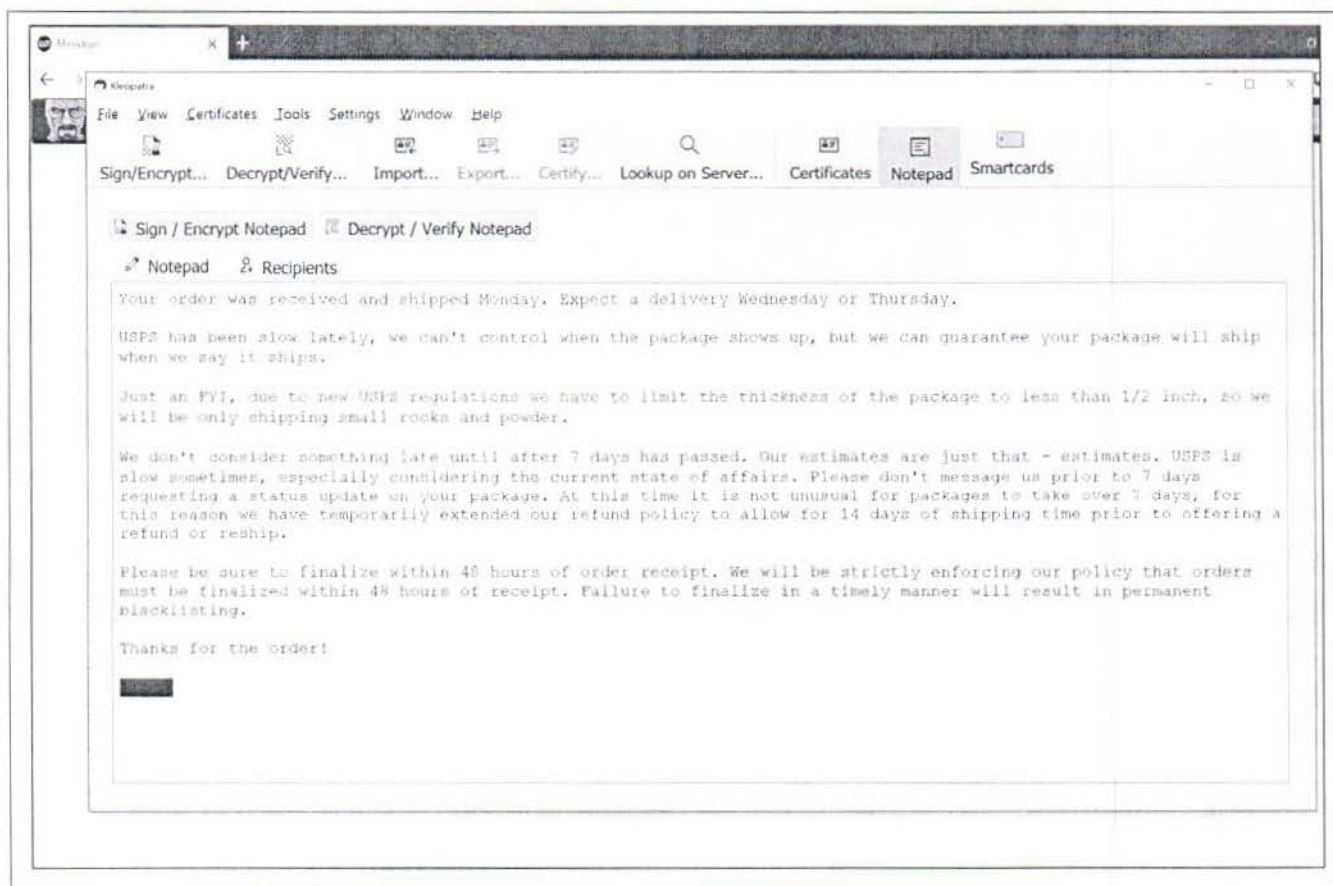 Kleopatra
File View Certificates Tools Settings Window Help
Sign/Encrypt... Decrypt/Verify... Import... Export... Certify... Lookup on Server... Certificates Notepad Smartcards
Sign / Encrypt Notepad Decrypt / Verify Notepad
Notepad Recipients
Your order was received and shipped Monday. Expect a delivery Wednesday or Thursday.
USPS has been slow lately, we can't control when the package shows up, but we can guarantee your package will ship
when we say it ships.
Just an FYI, due to new USPS regulations we have to limit the thickness of the package to less than 1/2 inch, so we
will be only shipping small rocks and powder.
We don't consider something late until after 7 days has passed. Our estimates are just that - estimates. USPS is
slow sometimes, especially considering the current state of affairs. Please don't message us prior to 7 days
requesting a status update on your package. At this time it is not unusual for packages to take over 7 days, for
this reason we have temporarily extended our refund policy to allow for 14 days of shipping time prior to offering a
refund or reship.
Please be sure to finalize within 48 hours of order receipt. We will be strictly enforcing our policy that orders
must be finalized within 48 hours of receipt. Failure to finalize in a timely manner will result in permanent
blacklisting.
Thanks for the order!